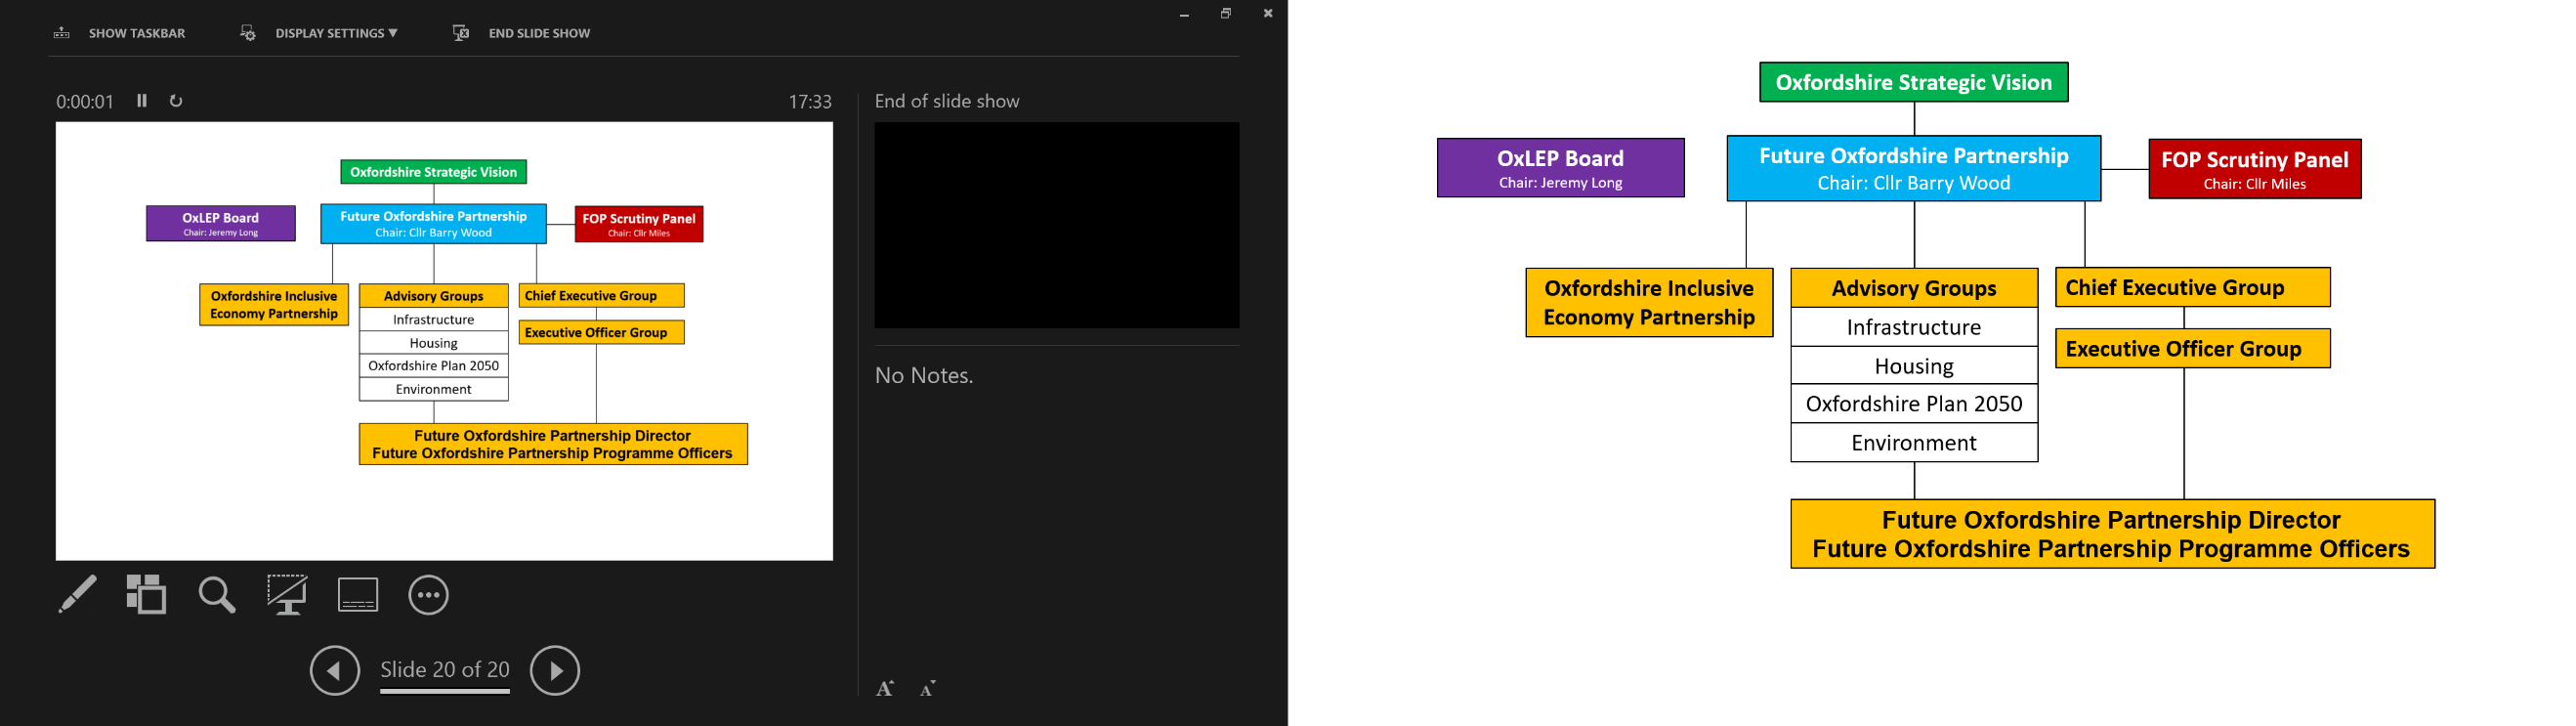 SHOW TASKBAR
DISPLAY SETTINGS ▼
END SLIDE SHOW
0:00:01
17:33
Oxfordshire Strategic Vision
OxLEP Board
Chair: Jeremy Long
Future Oxfordshire Partnership
Chair: Cllr Barry Wood
FOP Scrutiny Panel
Chair: Cllr Miles
Oxfordshire Inclusive
Economy Partnership
Advisory Groups
Infrastructure
Housing
Oxfordshire Plan 2050
Environment
Chief Executive Group
Executive Officer Group
Future Oxfordshire Partnership Director
Future Oxfordshire Partnership Programme Officers
Slide 20 of 20
End of slide show
No Notes.
A
A
Oxfordshire Strategic Vision
OxLEP Board
Chair: Jeremy Long
Future Oxfordshire Partnership
Chair: Cllr Barry Wood
FOP Scrutiny Panel
Chair: Cllr Miles
Oxfordshire Inclusive
Economy Partnership
Advisory Groups
Infrastructure
Housing
Oxfordshire Plan 2050
Environment
Chief Executive Group
Executive Officer Group
Future Oxfordshire Partnership Director
Future Oxfordshire Partnership Programme Officers